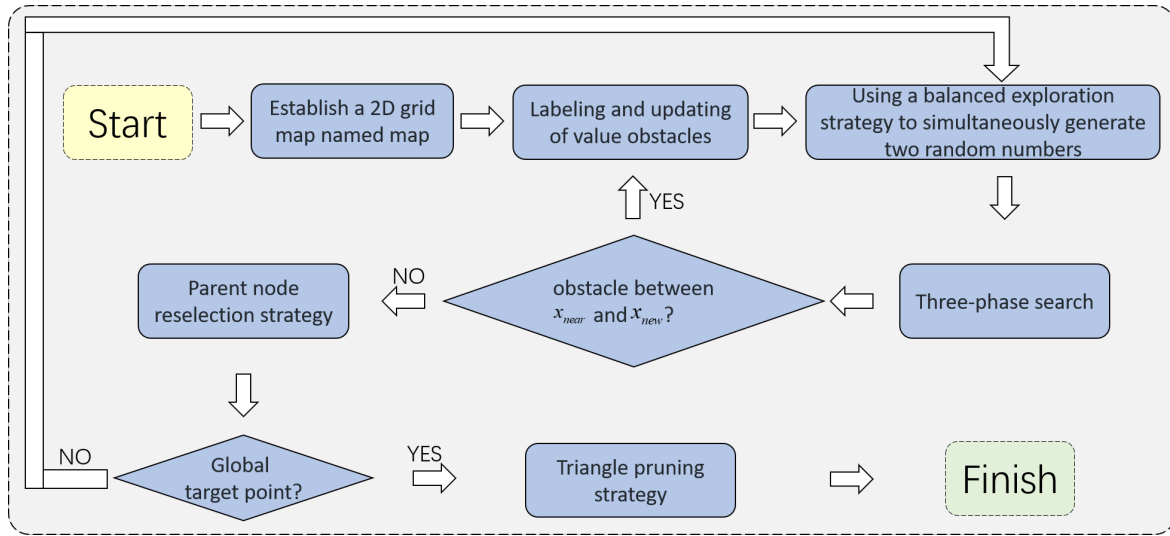 Start
Establish a 2D grid
map named map
Labeling and updating
of value obstacles
Using a balanced exploration
strategy to simultaneously generate
two random numbers
YES
Parent node
reselection strategy
NO
obstacle between
x_near and x_new?
Three-phase search
NO
Global
target point?
YES
Triangle pruning
strategy
Finish